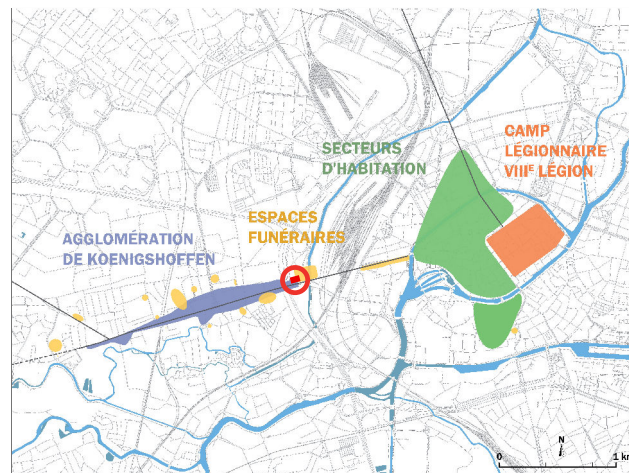 CAMP
LÉGIONNAIRE
VIIIE LÉGION
SECTEURS
D'HABITATION
ESPACES
FUNÉRAIRES
AGGLOMÉRATION
DE KOENIGSHOFFEN
N
0 1 km